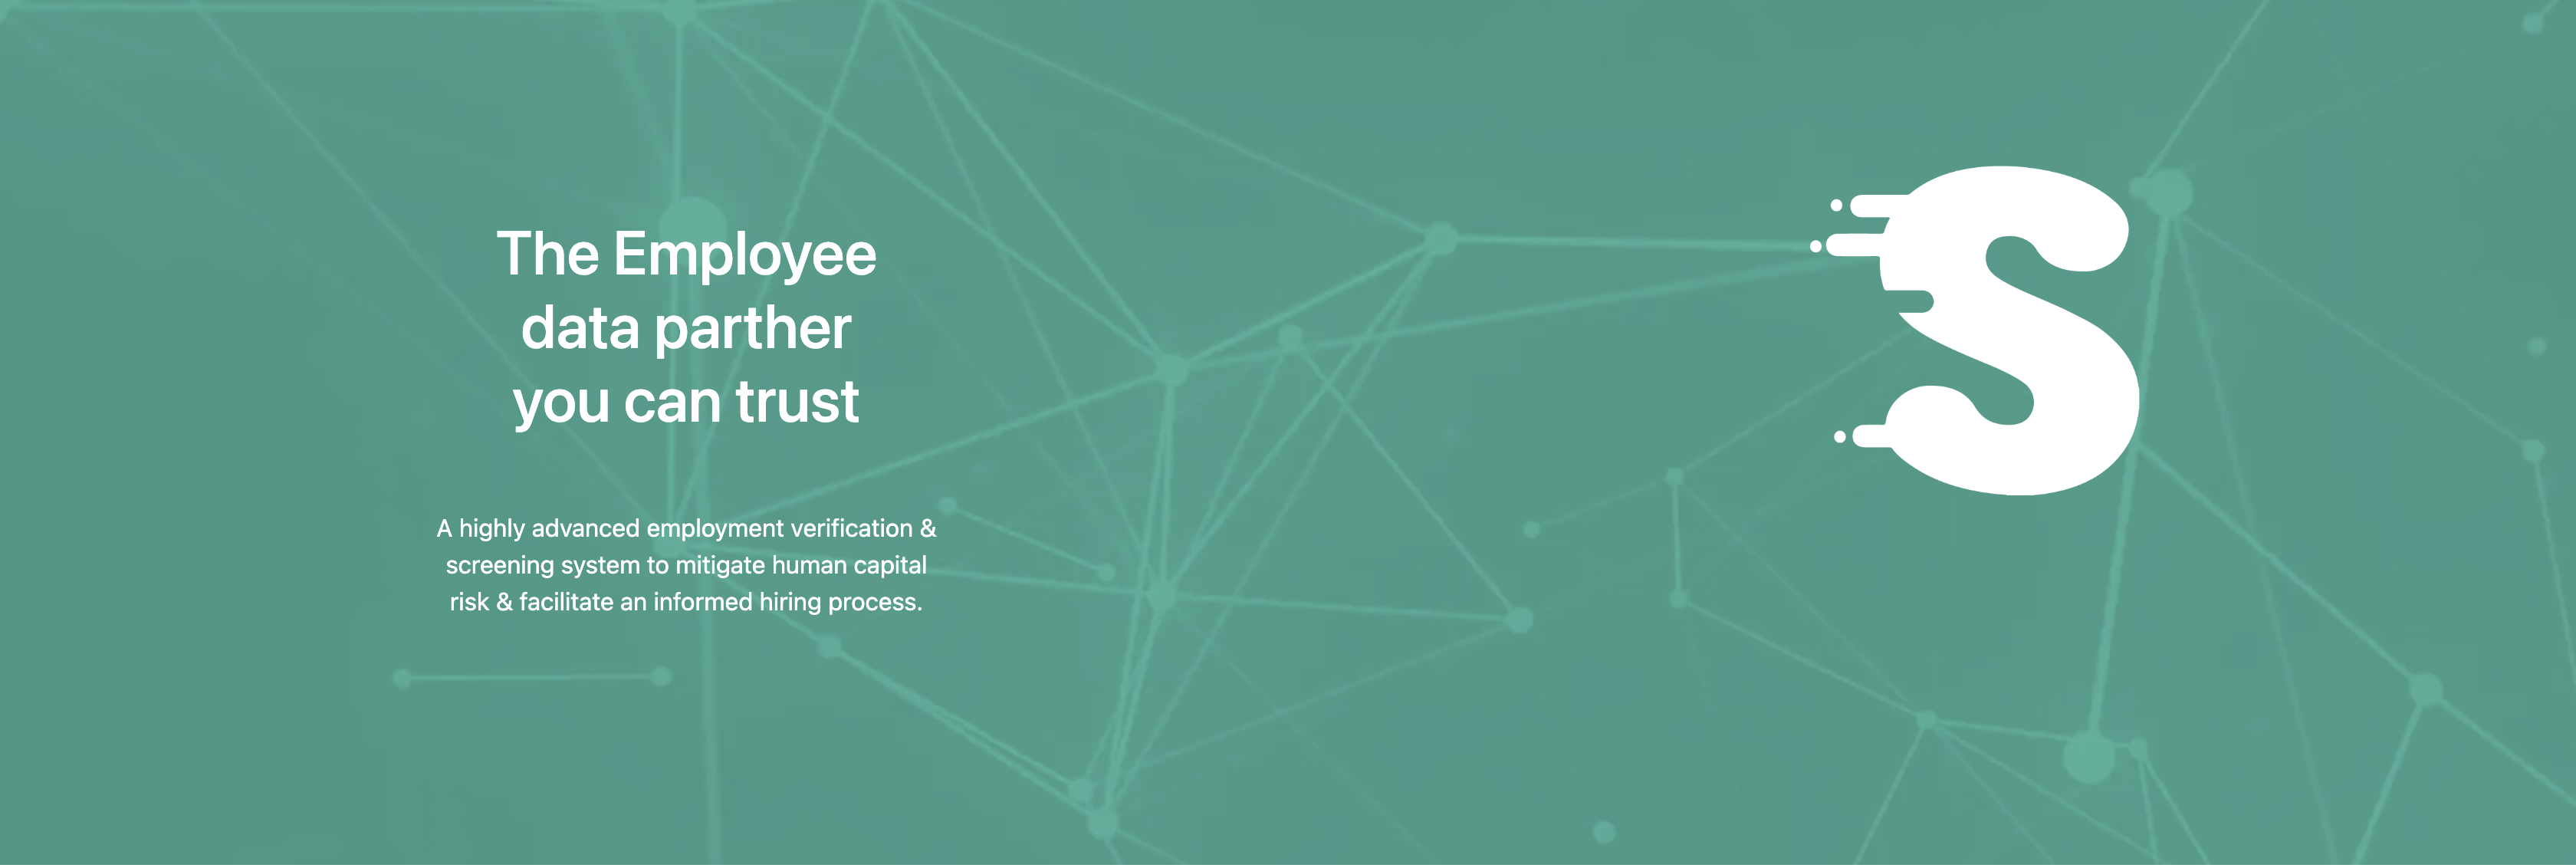 The Employee
data parther
you can trust
S
A highly advanced employment verification &
screening system to mitigate human capital
risk & facilitate an informed hiring process.